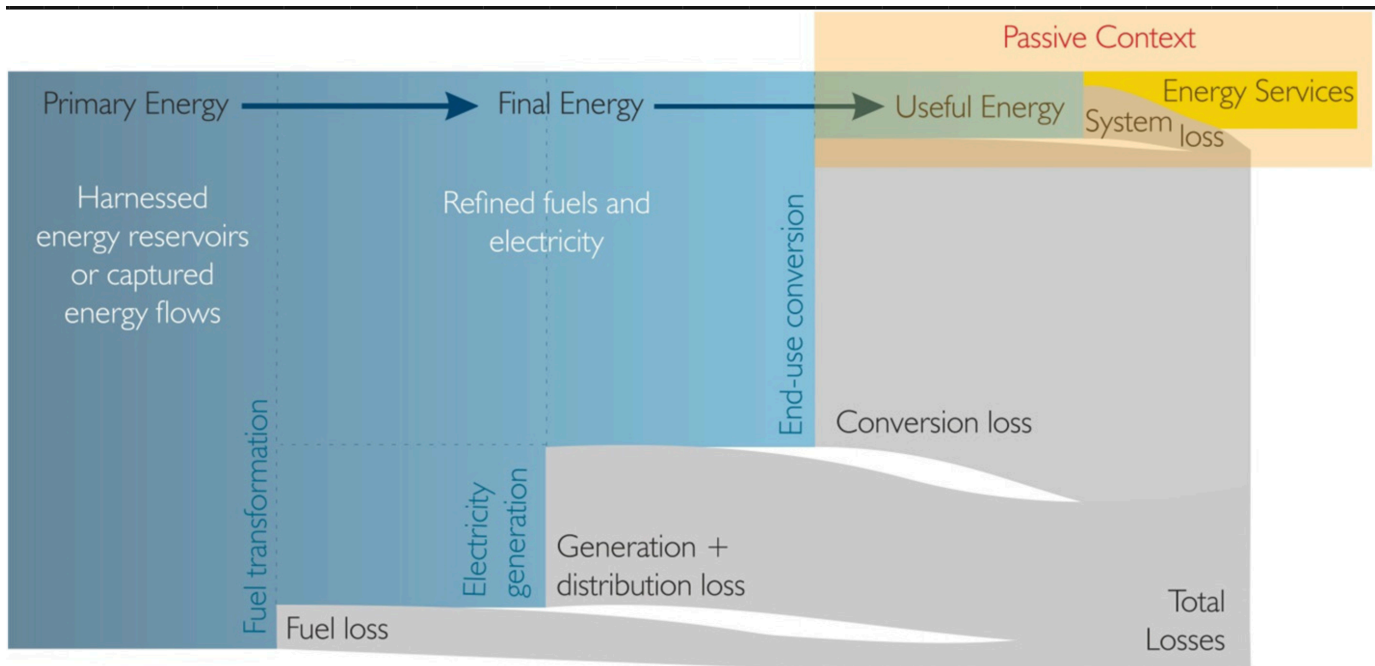 Passive Context
Primary Energy
Final Energy
Useful Energy
Energy Services
System
loss
Harnessed
energy reservoirs
or captured
energy flows
Refined fuels and
electricity
End-use conversion
Conversion loss
Fuel transformation
Electricity
generation
Generation +
distribution loss
Fuel loss
Total
Losses